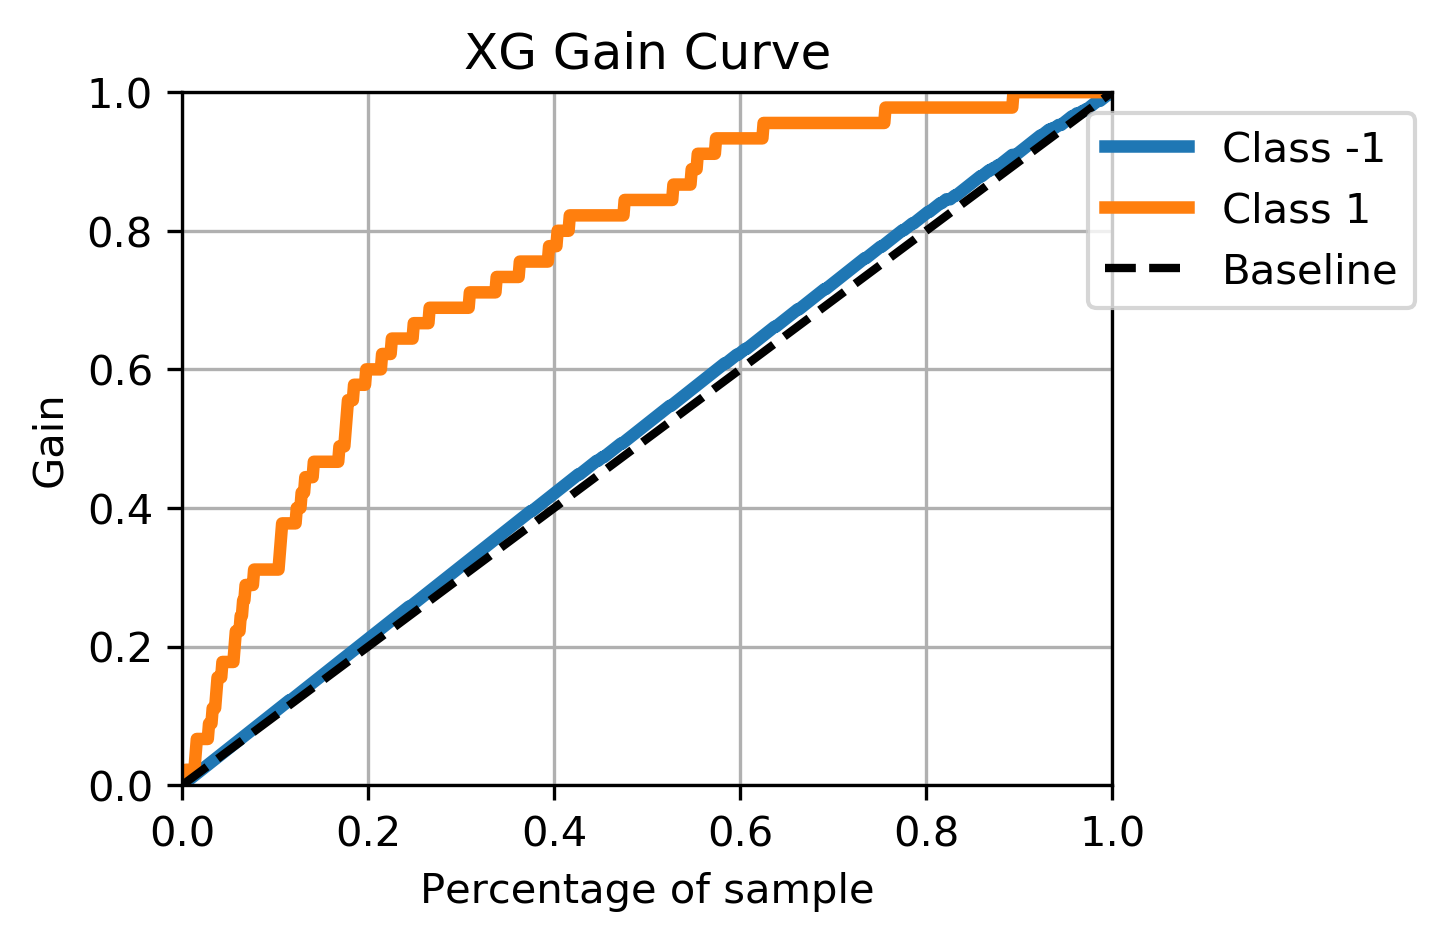 XG Gain Curve
1.0
0.8
0.6
0.4
0.2
0.0
Gain
0.0 0.2 0.4 0.6 0.8 1.0
Percentage of sample
Class -1
Class 1
Baseline